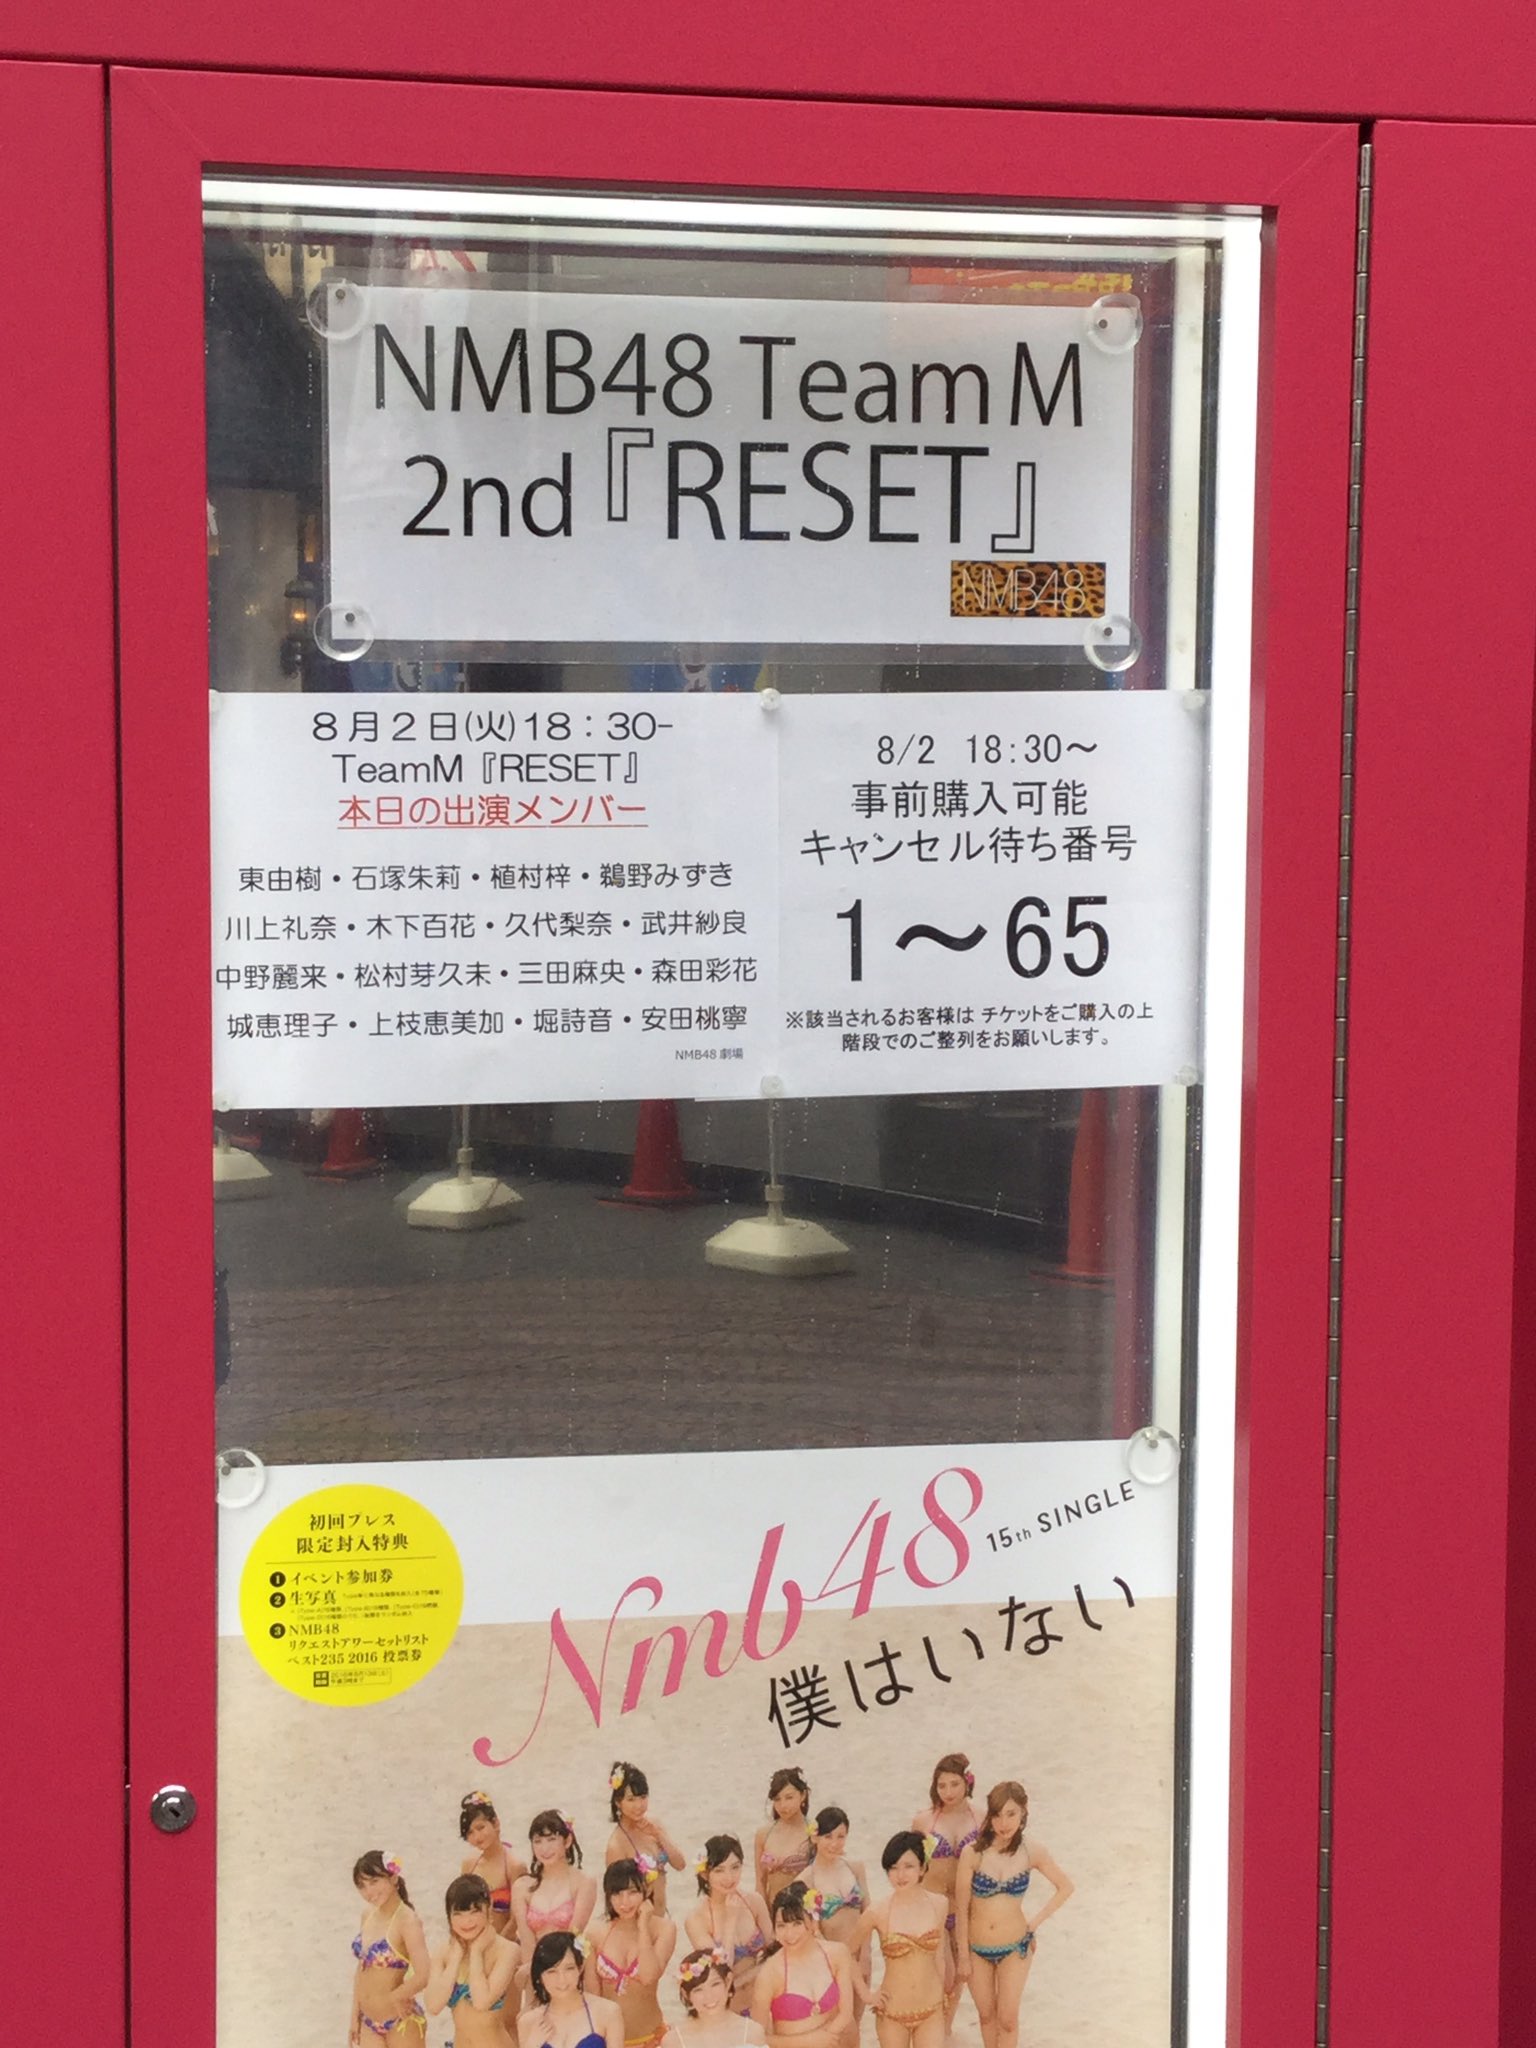 NMB48 Team M
2nd『RESET』
NMB48
8月2日(火)18：30-
TeamM『RESET』
本日の出演メンバー
東由樹・石塚朱莉・植村梓・鵜野みずき
川上礼奈・木下百花・久代梨奈・武井紗良
中野麗来・松村芽久未・三田麻央・森田彩花
城恵理子・上枝恵美加・堀詩音・安田桃寧
NMB48 劇場
8/2 18:30～
事前購入可能
キャンセル待ち番号
1～65
※該当されるお客様は チケットをご購入の上
階段でのご整列をお願いします。
初回プレス
限定封入特典
❶ イベント参加券
❷ 生写真
❸ NMB48
リクエストアワーセットリスト
ベスト235 2016 投票券
Nmb48
15th SINGLE
僕はいない